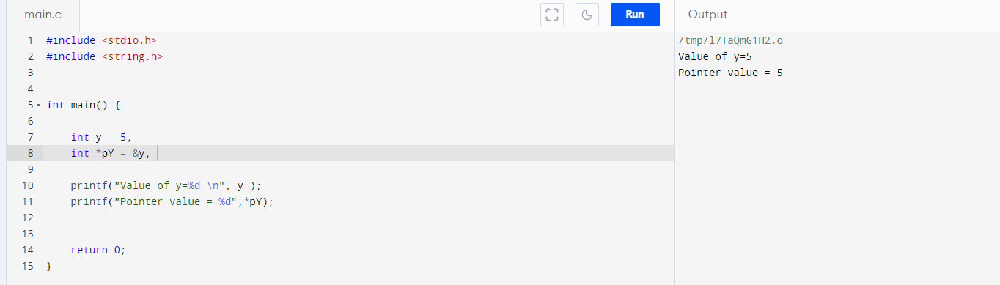 main.c
Run
Output
1 #include <stdio.h>
2 #include <string.h>
3
4
5 int main() {
6
7     int y = 5;
8     int *pY = &y;
9
10     printf("Value of y=%d \n", y );
11     printf("Pointer value = %d",*pY);
12
13
14     return 0;
15 }
/tmp/l7TaQmG1H2.o
Value of y=5
Pointer value = 5